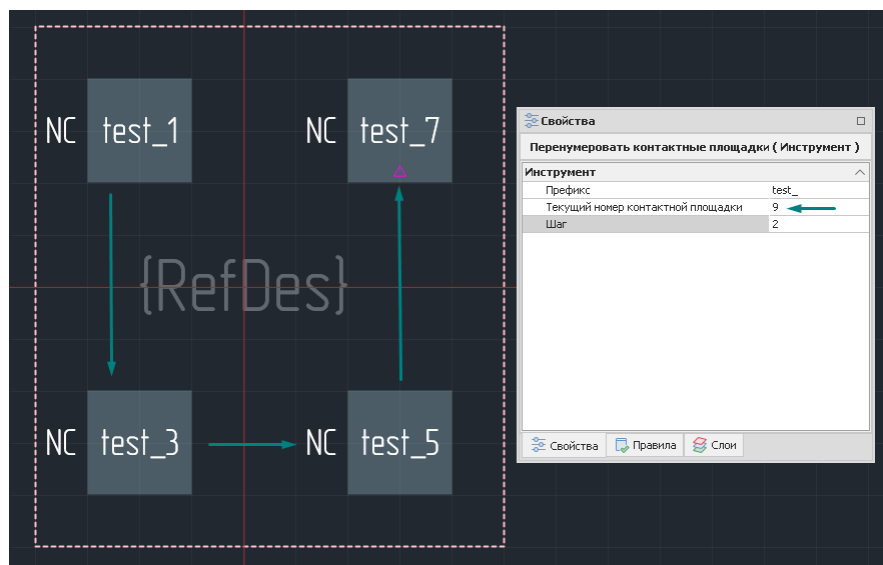 NC test_1
NC test_7
{RefDes}
NC test_3
NC test_5
Свойства
Перенумеровать контактные площадки ( Инструмент )
Инструмент
Префикс test_
Текущий номер контактной площадки 9
Шаг 2
Свойства Правила Слои